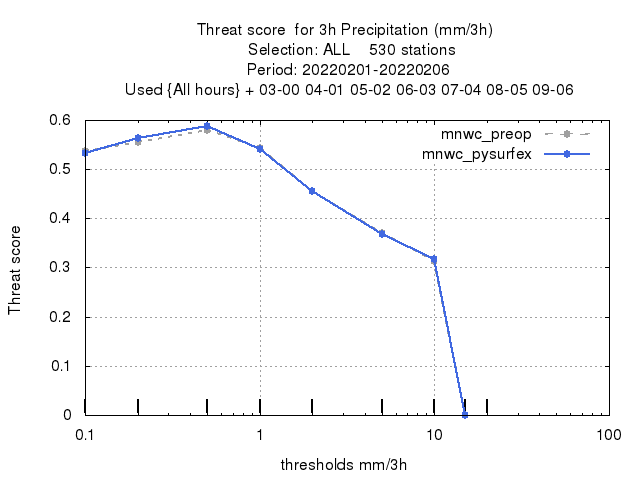 Threat score  for 3h Precipitation (mm/3h)
Selection: ALL    530 stations
Period: 20220201-20220206
Used {All hours} + 03-00 04-01 05-02 06-03 07-04 08-05 09-06
mnwc_preop
mnwc_pysurfex
Threat score
0.6
0.5
0.4
0.3
0.2
0.1
0
0.1 1 10 100
thresholds mm/3h